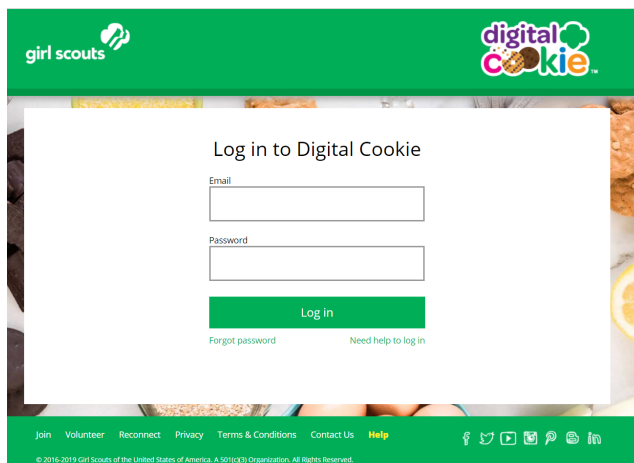 girl scouts
digital
cookie™
Log in to Digital Cookie
Email
Password
Log in
Forgot password Need help to log in
Join Volunteer Reconnect Privacy Terms & Conditions Contact Us Help
© 2016-2019 Girl Scouts of the United States of America. A 501(c)(3) Organization. All Rights Reserved.